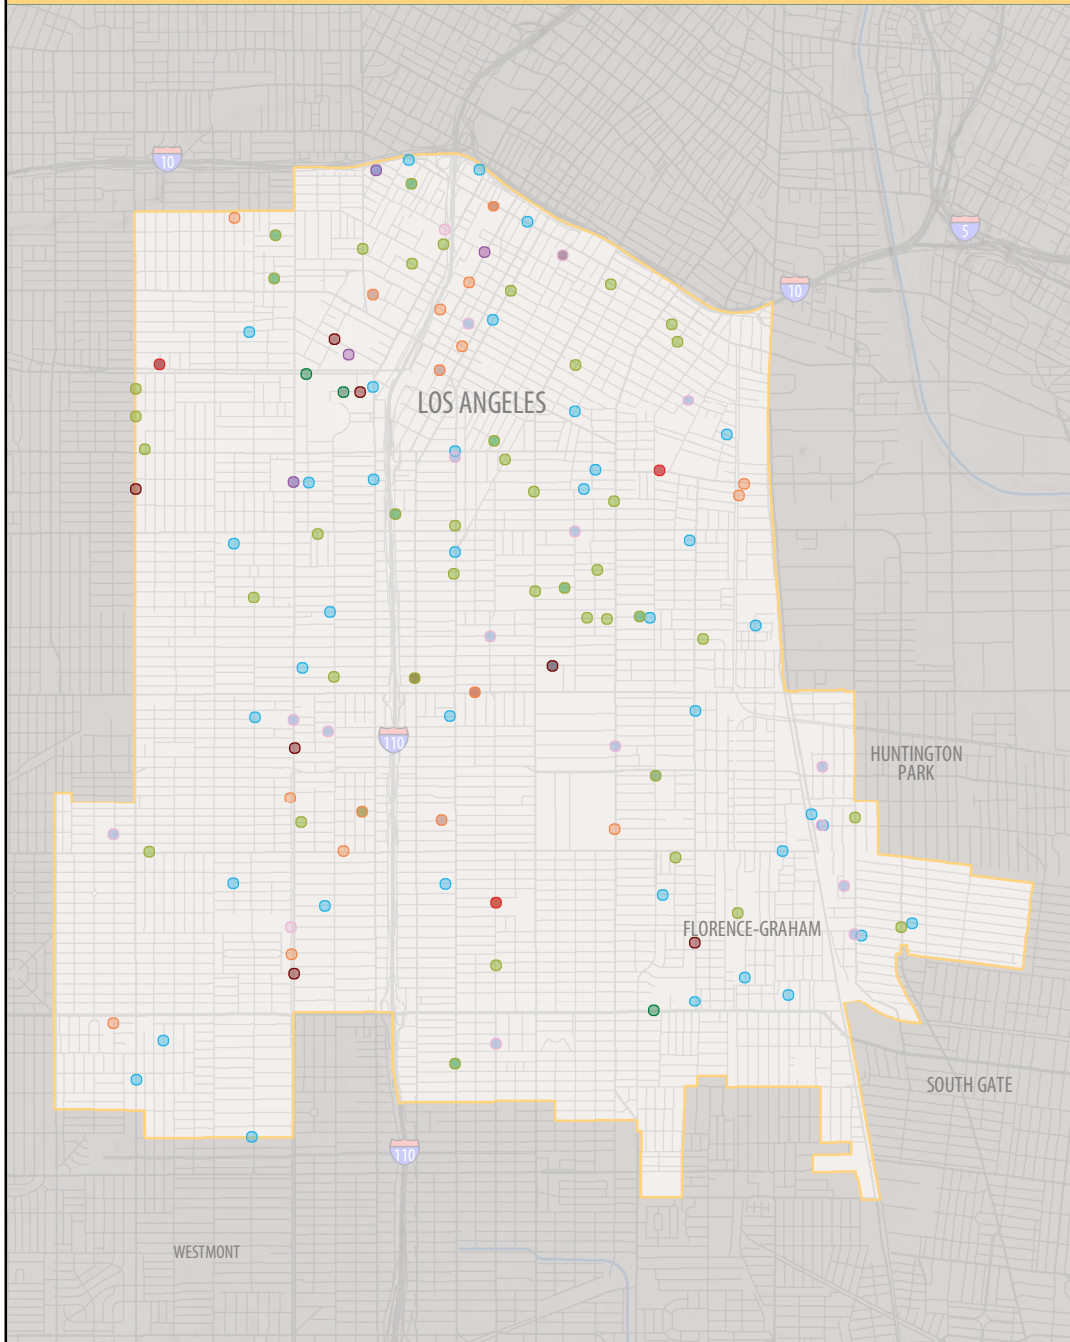 10
5
10
LOS ANGELES
110
HUNTINGTON
PARK
FLORENCE-GRAHAM
SOUTH GATE
110
WESTMONT